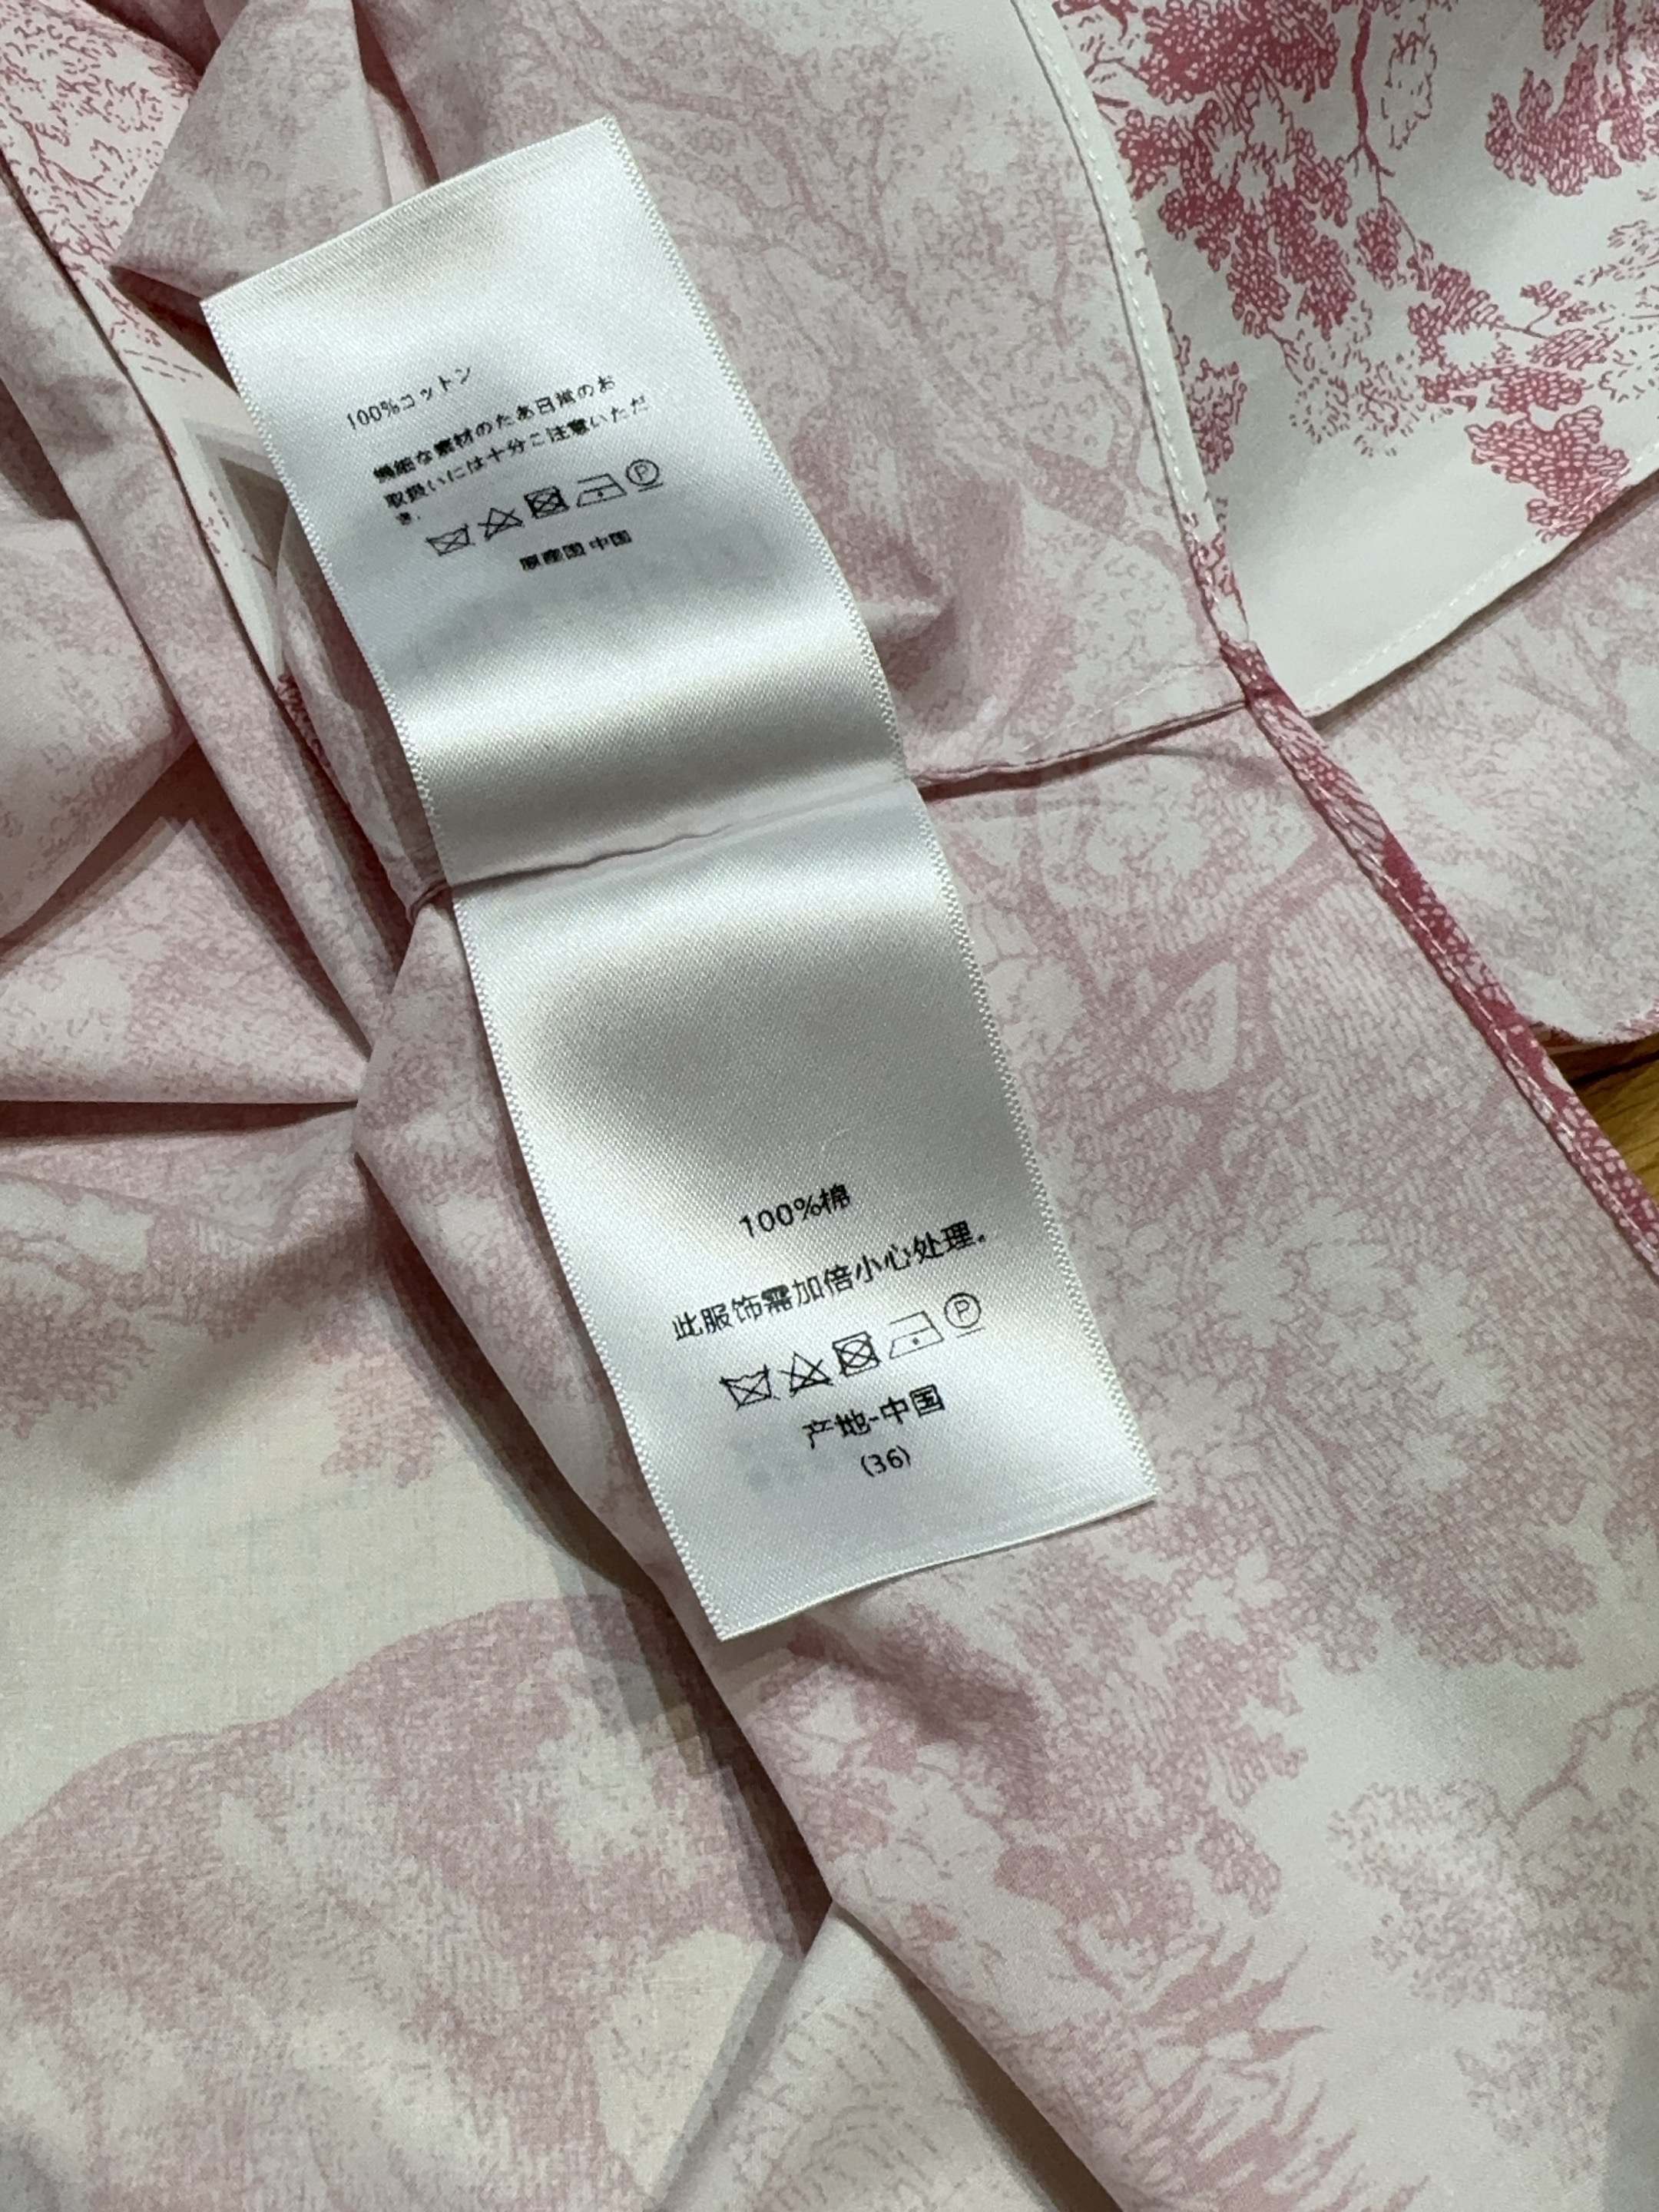 100%コットン
繊細な素材のため日常のお
取扱いには十分ご注意いただ
き.
P
原産国 中国
100%棉
此服饰需加倍小心处理。
P
产地-中国
(36)